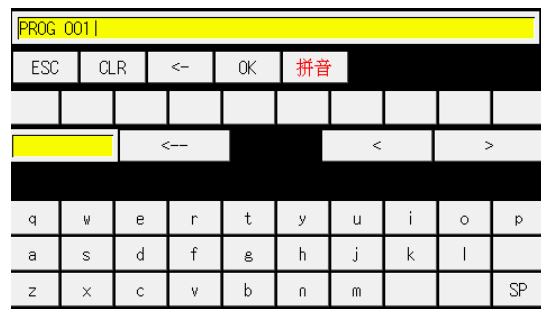 PROG 001
ESC CLR <- OK 拼音
<-- < >
q w e r t y u i o p
a s d f g h j k l
z x c v b n m SP